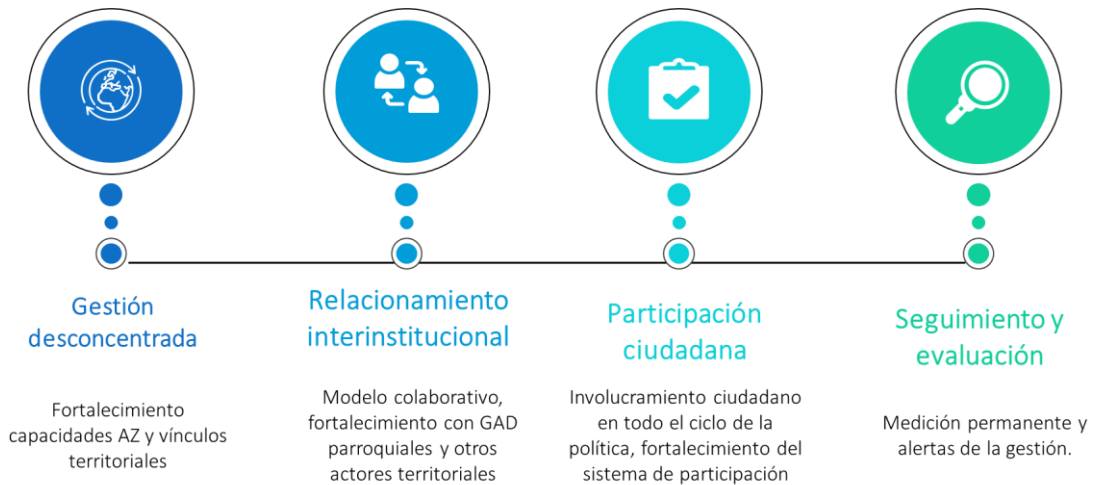 Gestión
desconcentrada
Fortalecimiento
capacidades AZ y vínculos
territoriales
Relacionamiento
interinstitucional
Modelo colaborativo,
fortalecimiento con GAD
parroquiales y otros
actores territoriales
Participación
ciudadana
Involucramiento ciudadano
en todo el ciclo de la
política, fortalecimiento del
sistema de participación
Seguimiento y
evaluación
Medición permanente y
alertas de la gestión.